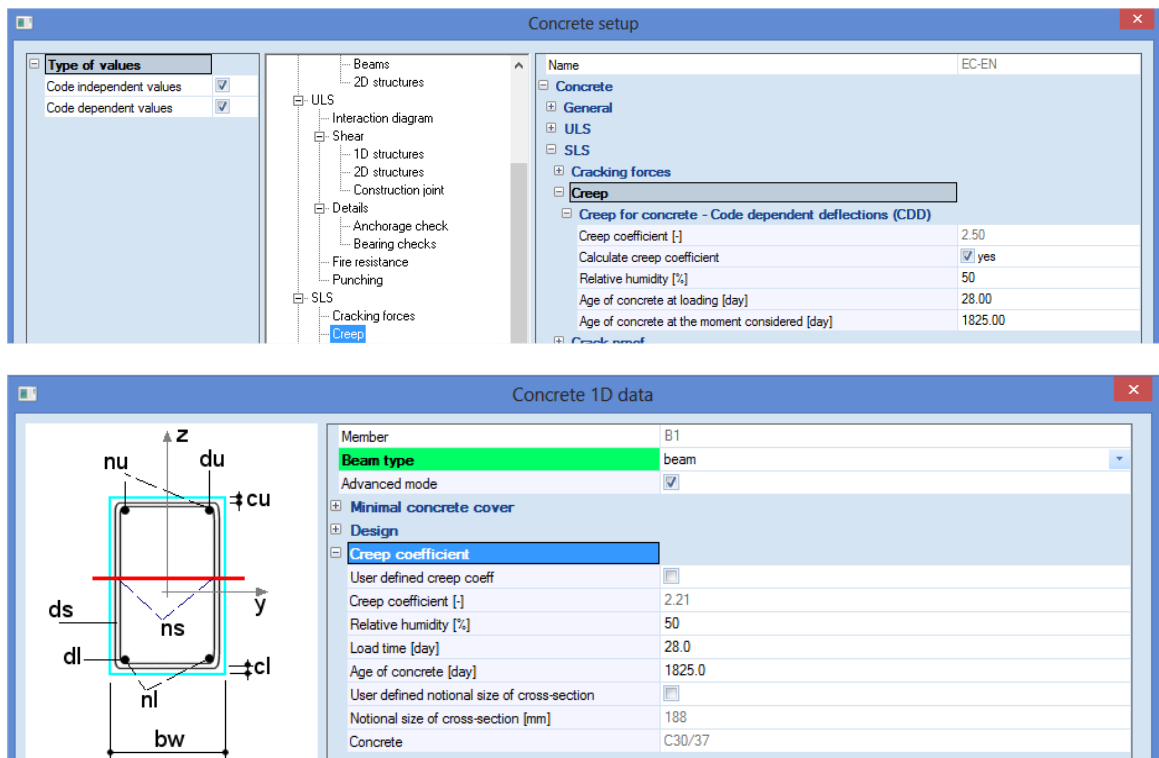 Concrete setup
Type of values
Code independent values
Code dependent values
Beams
2D structures
ULS
Interaction diagram
Shear
1D structures
2D structures
Construction joint
Details
Anchorage check
Bearing checks
Fire resistance
Punching
SLS
Cracking forces
Creep
Name EC-EN
Concrete
General
ULS
SLS
Cracking forces
Creep
Creep for concrete - Code dependent deflections (CDD)
Creep coefficient [-] 2.50
Calculate creep coefficient yes
Relative humidity [%] 50
Age of concrete at loading [day] 28.00
Age of concrete at the moment considered [day] 1825.00
Crack proof
Concrete 1D data
z
nu du
cu
y
ds
ns
dl
cl
nl
bw
Member B1
Beam type beam
Advanced mode
Minimal concrete cover
Design
Creep coefficient
User defined creep coeff
Creep coefficient [-] 2.21
Relative humidity [%] 50
Load time [day] 28.0
Age of concrete [day] 1825.0
User defined notional size of cross-section
Notional size of cross-section [mm] 188
Concrete C30/37